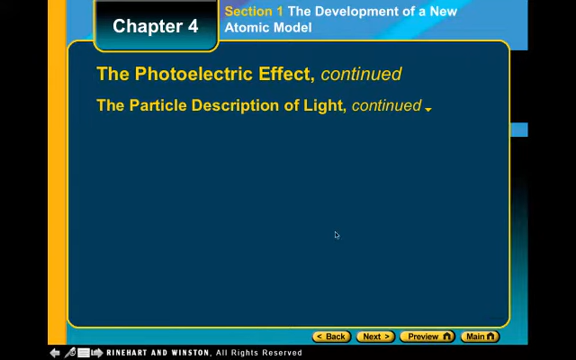 Chapter 4
Section 1 The Development of a New
Atomic Model
The Photoelectric Effect, continued
The Particle Description of Light, continued
< Back
Next >
Preview
Main
RINEHART AND WINSTON, All Rights Reserved